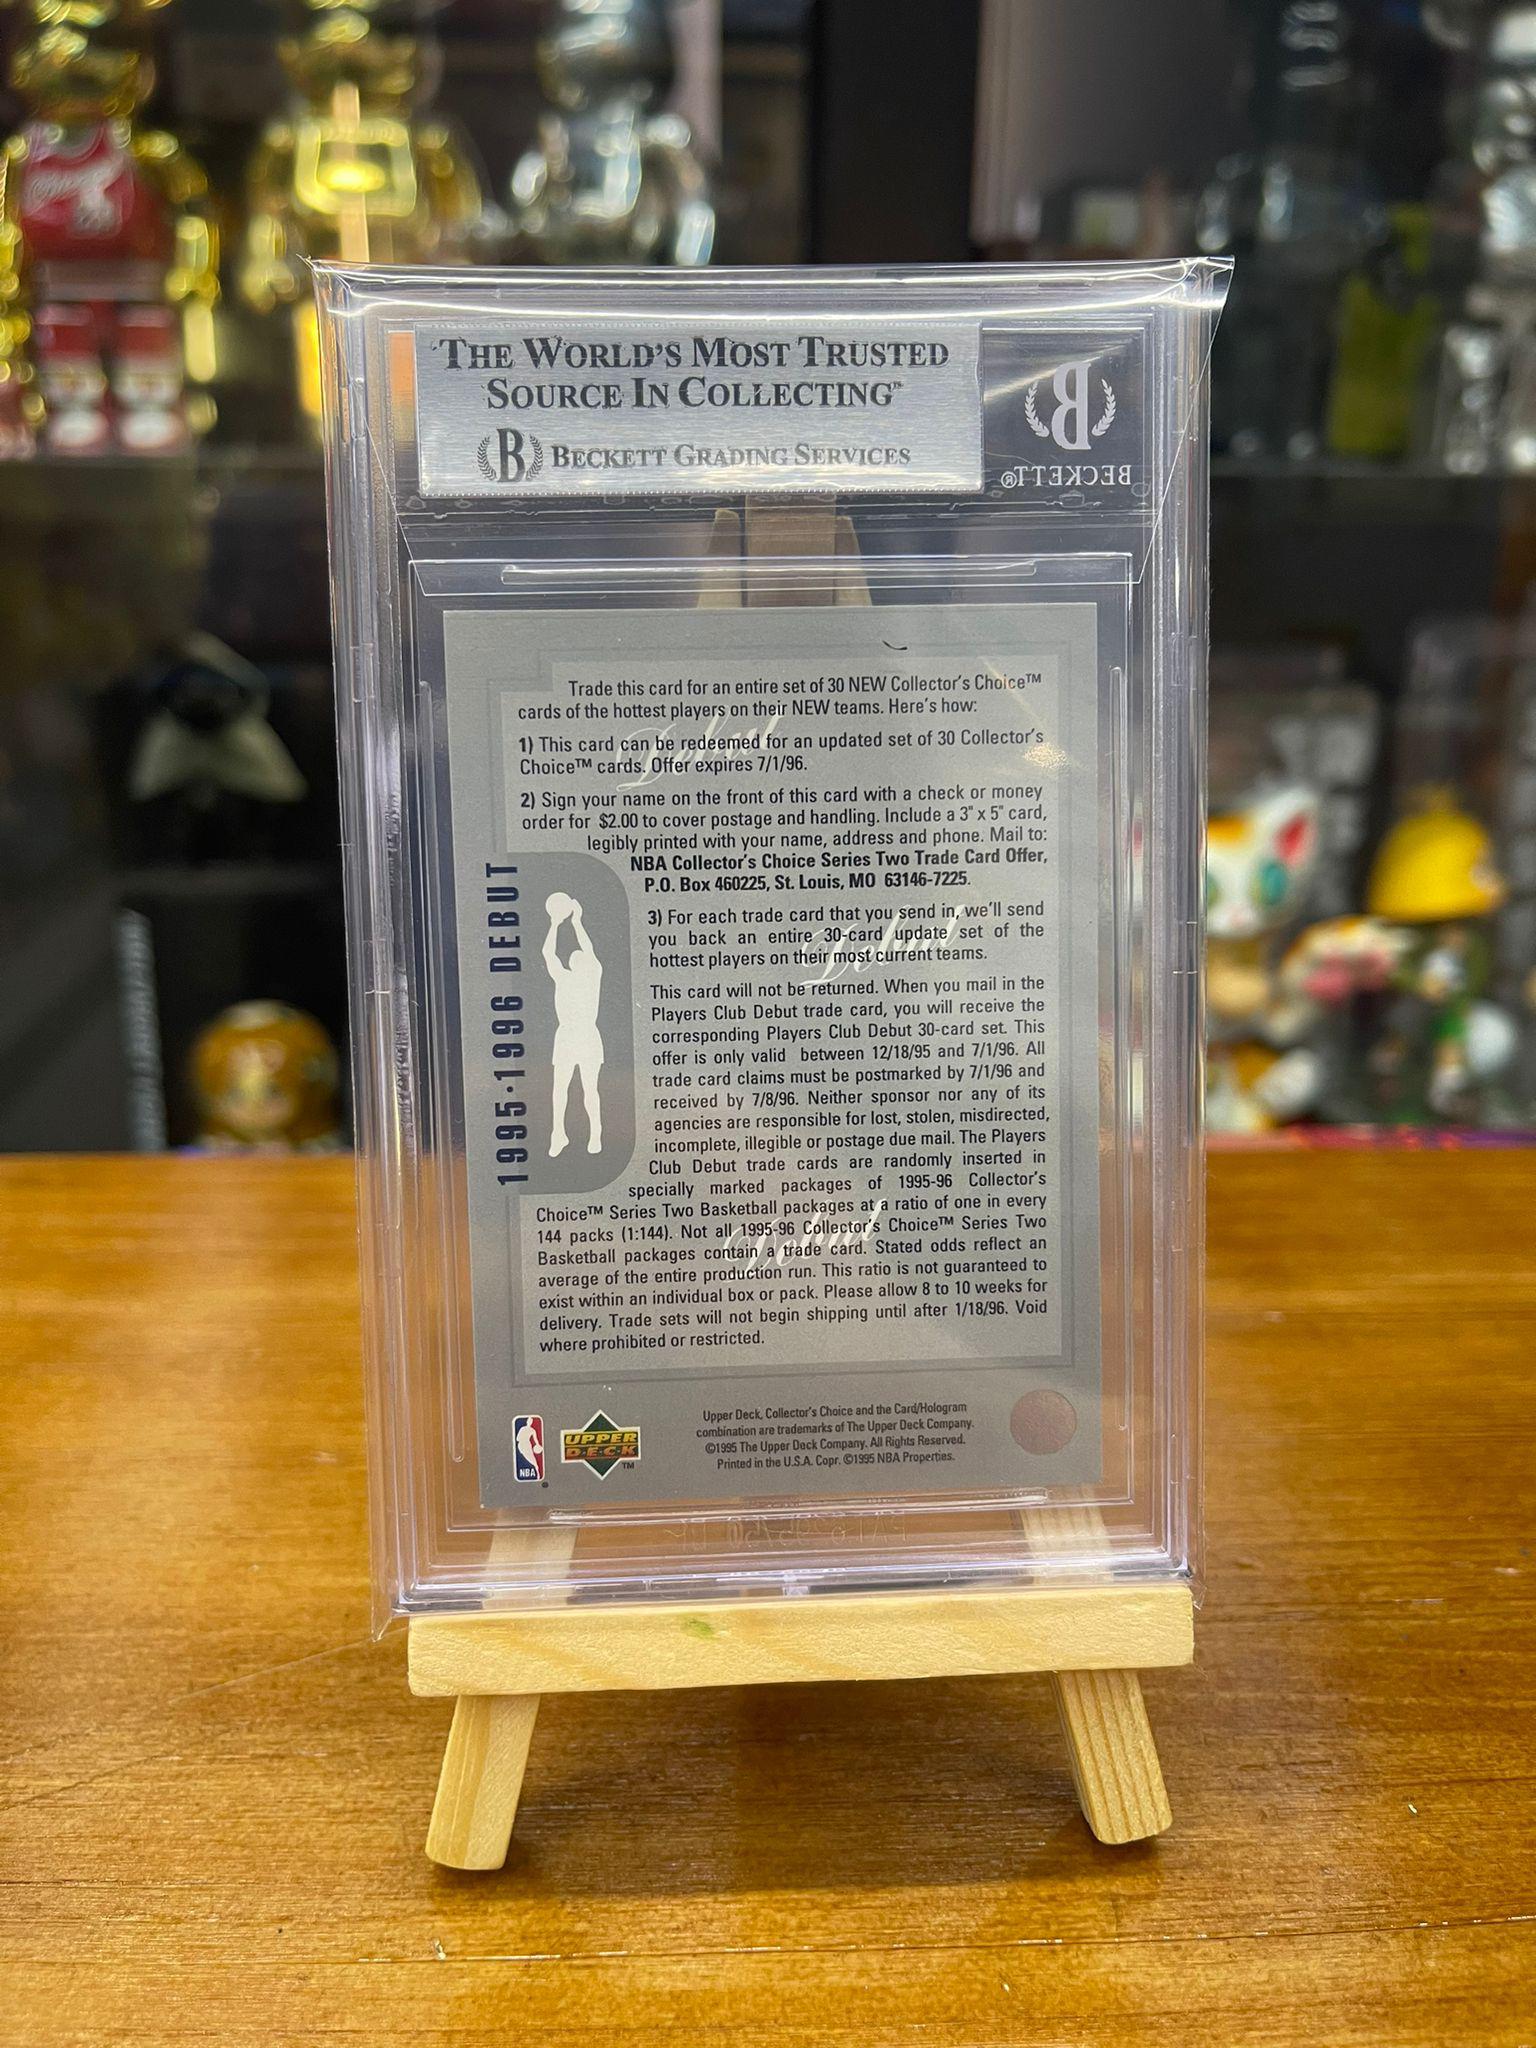 THE WORLD'S MOST TRUSTED
SOURCE IN COLLECTING™
B BECKETT GRADING SERVICES
B
BECKETT®
Trade this card for an entire set of 30 NEW Collector's Choice™
cards of the hottest players on their NEW teams. Here's how:
1) This card can be redeemed for an updated set of 30 Collector's
Choice™ cards. Offer expires 7/1/96.
2) Sign your name on the front of this card with a check or money
order for $2.00 to cover postage and handling. Include a 3" x 5" card,
legibly printed with your name, address and phone. Mail to:
NBA Collector's Choice Series Two Trade Card Offer,
P.O. Box 460225, St. Louis, MO 63146-7225.
3) For each trade card that you send in, we'll send
you back an entire 30-card update set of the
hottest players on their most current teams.
This card will not be returned. When you mail in the
Players Club Debut trade card, you will receive the
corresponding Players Club Debut 30-card set. This
offer is only valid between 12/18/95 and 7/1/96. All
trade card claims must be postmarked by 7/1/96 and
received by 7/8/96. Neither sponsor nor any of its
agencies are responsible for lost, stolen, misdirected,
incomplete, illegible or postage due mail. The Players
Club Debut trade cards are randomly inserted in
specially marked packages of 1995-96 Collector's
Choice™ Series Two Basketball packages at a ratio of one in every
144 packs (1:144). Not all 1995-96 Collector's Choice™ Series Two
Basketball packages contain a trade card. Stated odds reflect an
average of the entire production run. This ratio is not guaranteed to
exist within an individual box or pack. Please allow 8 to 10 weeks for
delivery. Trade sets will not begin shipping until after 1/18/96. Void
where prohibited or restricted.
1995·1996 DEBUT
Debut
Debut
Debut
NBA
UPPER
DECK™
Upper Deck, Collector's Choice and the Card/Hologram
combination are trademarks of The Upper Deck Company.
©1995 The Upper Deck Company. All Rights Reserved.
Printed in the U.S.A. Copr. ©1995 NBA Properties.